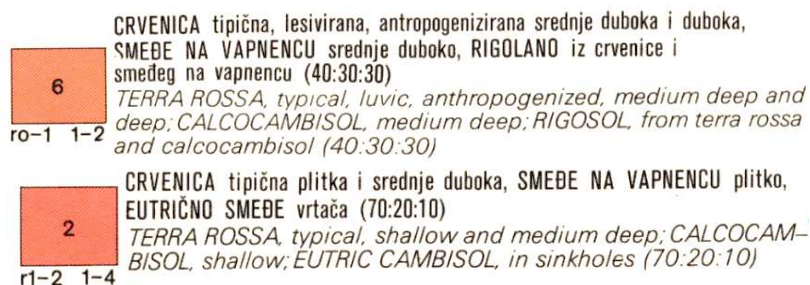 CRVENICA tipična, lesivirana, antropogenizirana srednje duboka i duboka,
SMEĐE NA VAPNENCU srednje duboko, RIGOLANO iz crvenice i
smeđeg na vapnencu (40:30:30)
6
TERRA ROSSA, typical, luvic, anthropogenized, medium deep and
deep; CALCOCAMBISOL, medium deep; RIGOSOL, from terra rossa
ro-1 1-2
and calcocambisol (40:30:30)
CRVENICA tipična plitka i srednje duboka, SMEĐE NA VAPNENCU plitko,
EUTRIČNO SMEĐE vrtača (70:20:10)
2
TERRA ROSSA, typical, shallow and medium deep; CALCOCAM-
BISOL, shallow; EUTRIC CAMBISOL, in sinkholes (70:20:10)
r1-2 1-4